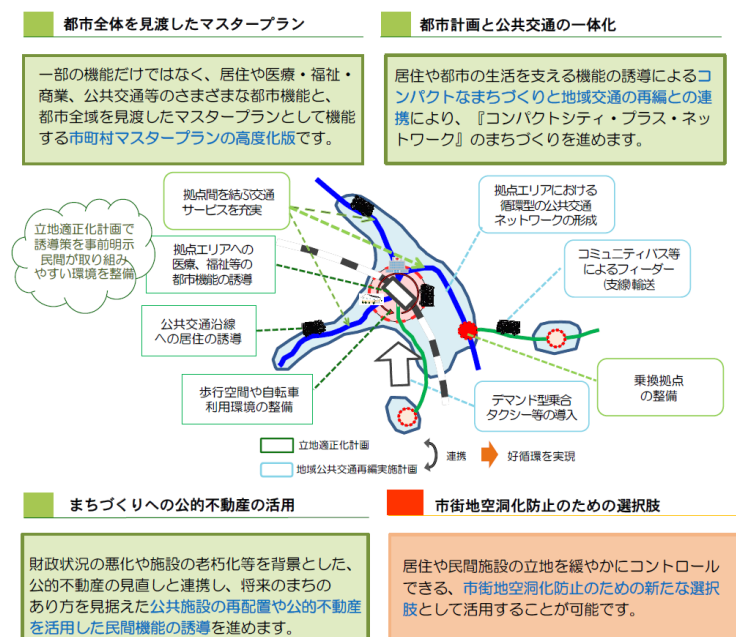 都市全体を見渡したマスタープラン
一部の機能だけではなく、居住や医療・福祉・
商業、公共交通等のさまざまな都市機能と、
都市全域を見渡したマスタープランとして機能
する市町村マスタープランの高度化版です。
都市計画と公共交通の一体化
居住や都市の生活を支える機能の誘導によるコ
ンパクトなまちづくりと地域交通の再編との連
携により、『コンパクトシティ・プラス・ネッ
トワーク』のまちづくりを進めます。
立地適正化計画で
誘導策を事前明示
民間が取り組み
やすい環境を整備
拠点間を結ぶ交通
サービスを充実
拠点エリアへの
医療、福祉等の
都市機能の誘導
公共交通沿線
への居住の誘導
歩行空間や自転車
利用環境の整備
拠点エリアにおける
循環型の公共交通
ネットワークの形成
コミュニティバス等
によるフィーダー
(支線)輸送
乗換拠点
の整備
デマンド型乗合
タクシー等の導入
立地適正化計画
地域公共交通再編実施計画
連携
好循環を実現
まちづくりへの公的不動産の活用
財政状況の悪化や施設の老朽化等を背景とした、
公的不動産の見直しと連携し、将来のまちの
あり方を見据えた公共施設の再配置や公的不動産
を活用した民間機能の誘導を進めます。
市街地空洞化防止のための選択肢
居住や民間施設の立地を緩やかにコントロール
できる、市街地空洞化防止のための新たな選択
肢として活用することが可能です。